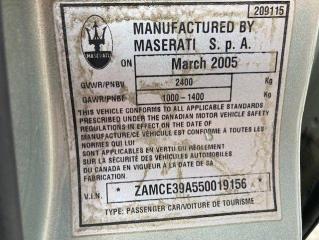 209115
MANUFACTURED BY
MASERATI S. p. A.
MASERATI
ON March 2005
GVWR/PNBV 2400 Kg
GAWR/PNBE 1000-1400 Kg
THIS VEHICLE CONFORMS TO ALL APPLICABLE STANDARDS
PRESCRIBED UNDER THE CANADIAN MOTOR VEHICLE SAFETY
REGULATIONS IN EFFECT ON THE DATE OF
MANUFACTURE/CE VÉHICULE EST CONFORME A TOUTES LES
NORMES QUI LUI
SONT APPLICABLES EN VERTU DU RÈGLEMENT
SUR LA SÉCURITÉ DES VÉHICULES AUTOMOBILES
DU CANADA EN VIGUEUR A LA DATE DE SA
FABRICATION
V.I.N. * ZAMCE39A550019156 *
TYPE: PASSENGER CAR/VOITURE DE TOURISME